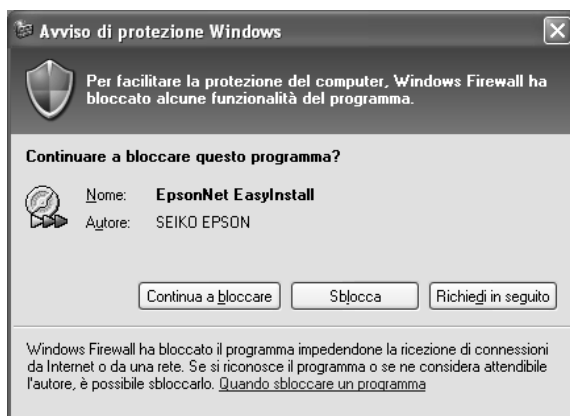 Avviso di protezione Windows
Per facilitare la protezione del computer, Windows Firewall ha
bloccato alcune funzionalità del programma.
Continuare a bloccare questo programma?
Nome: EpsonNet EasyInstall
Autore: SEIKO EPSON
Continua a bloccare Sblocca Richiedi in seguito
Windows Firewall ha bloccato il programma impedendone la ricezione di connessioni
da Internet o da una rete. Se si riconosce il programma o se ne considera attendibile
l'autore, è possibile sbloccarlo. Quando sbloccare un programma